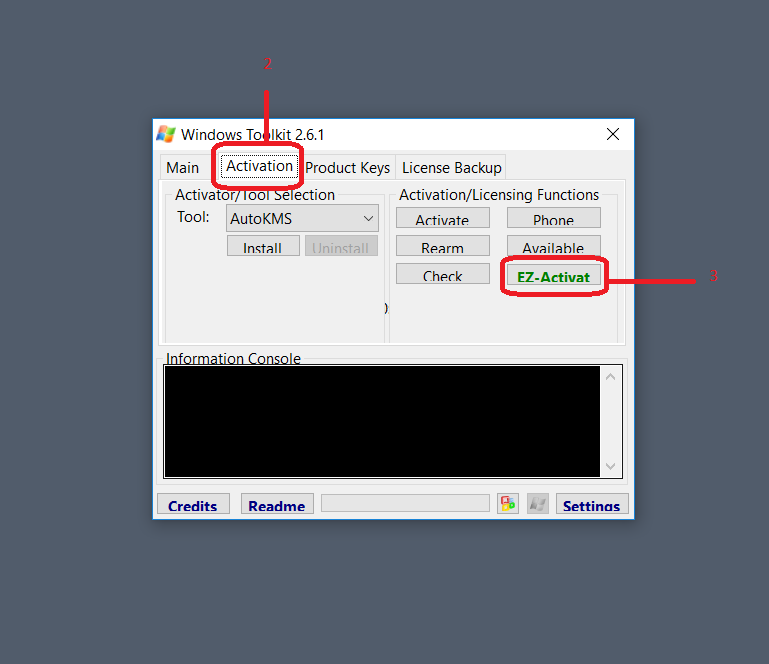 2
Windows Toolkit 2.6.1
Main Activation Product Keys License Backup
Activator/Tool Selection Activation/Licensing Functions
Tool: AutoKMS Activate Phone
Install Uninstall Rearm Available
Check EZ-Activat 3
)
Information Console
Credits Readme Settings